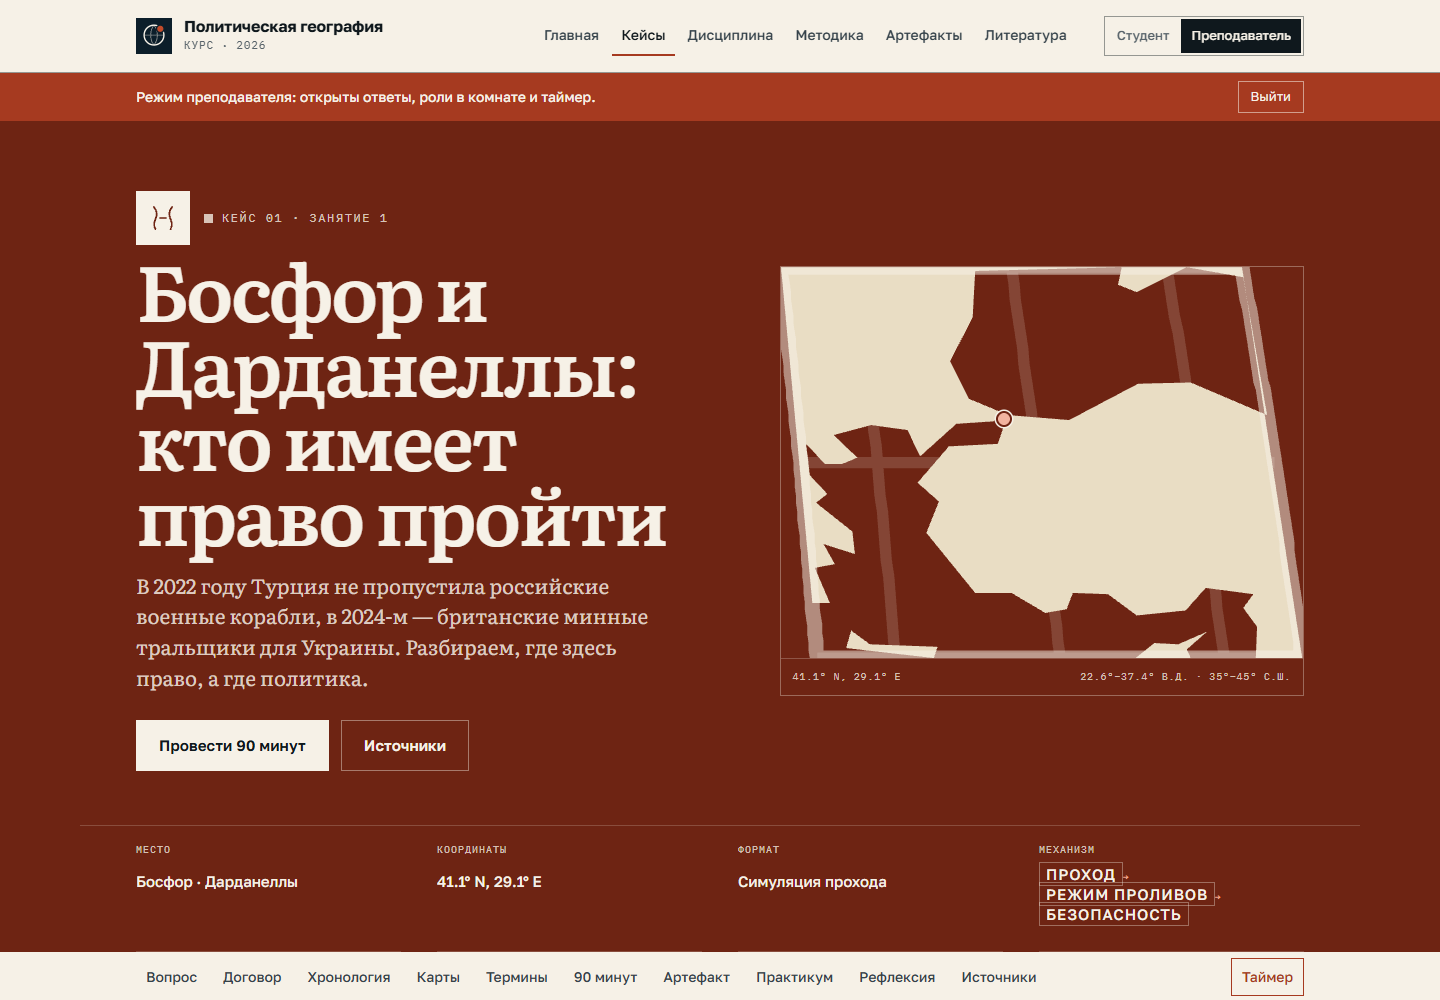 Политическая география
КУРС · 2026
Главная
Кейсы
Дисциплина
Методика
Артефакты
Литература
Студент
Преподаватель
Режим преподавателя: открыты ответы, роли в комнате и таймер.
Выйти
КЕЙС 01 · ЗАНЯТИЕ 1
Босфор и
Дарданеллы:
кто имеет
право пройти
В 2022 году Турция не пропустила российские
военные корабли, в 2024-м — британские минные
тральщики для Украины. Разбираем, где здесь
право, а где политика.
Провести 90 минут
Источники
41.1° N, 29.1° E
22.6°–37.4° В.Д. · 35°–45° С.Ш.
МЕСТО
Босфор · Дарданеллы
КООРДИНАТЫ
41.1° N, 29.1° E
ФОРМАТ
Симуляция прохода
МЕХАНИЗМ
ПРОХОД →
РЕЖИМ ПРОЛИВОВ →
БЕЗОПАСНОСТЬ
Вопрос
Договор
Хронология
Карты
Термины
90 минут
Артефакт
Практикум
Рефлексия
Источники
Таймер